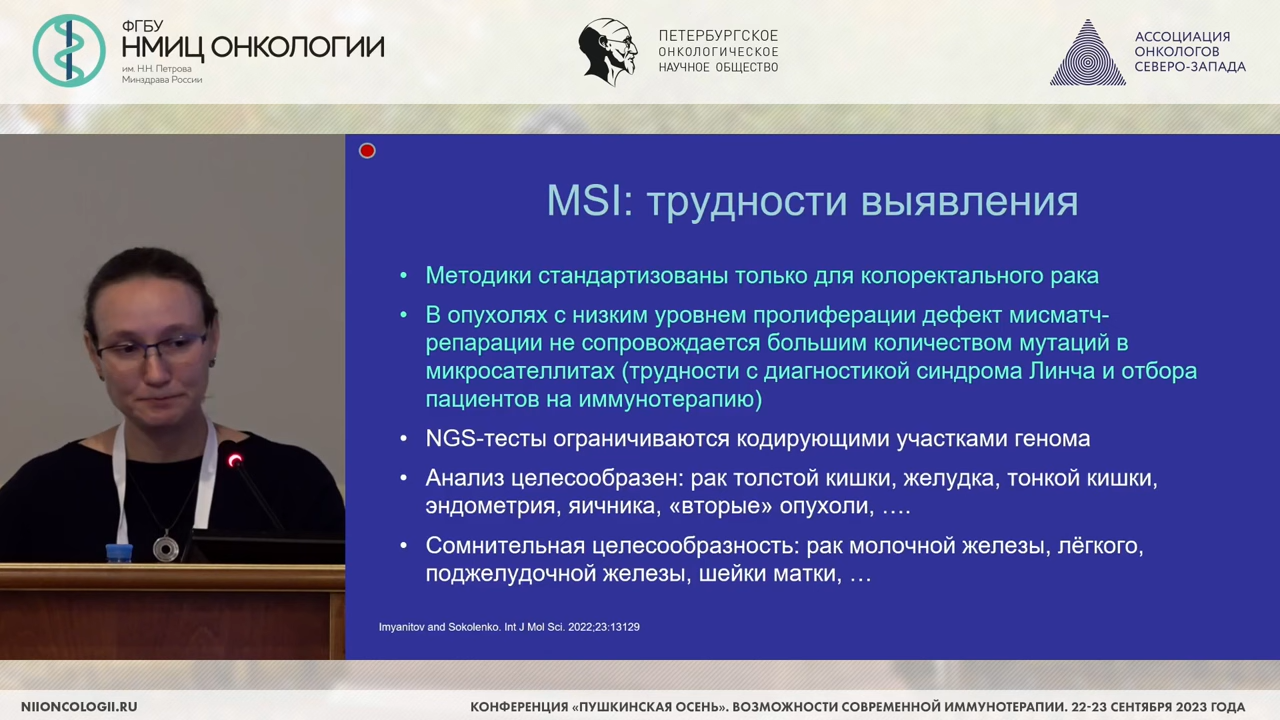 ФГБУ
НМИЦ ОНКОЛОГИИ
им. Н.Н. Петрова
Минздрава России
ПЕТЕРБУРГСКОЕ
ОНКОЛОГИЧЕСКОЕ
НАУЧНОЕ ОБЩЕСТВО
АССОЦИАЦИЯ
ОНКОЛОГОВ
СЕВЕРО-ЗАПАДА
MSI: трудности выявления
• Методики стандартизованы только для колоректального рака
• В опухолях с низким уровнем пролиферации дефект мисматч-
репарации не сопровождается большим количеством мутаций в
микросателлитах (трудности с диагностикой синдрома Линча и отбора
пациентов на иммунотерапию)
• NGS-тесты ограничиваются кодирующими участками генома
• Анализ целесообразен: рак толстой кишки, желудка, тонкой кишки,
эндометрия, яичника, «вторые» опухоли, ….
• Сомнительная целесообразность: рак молочной железы, лёгкого,
поджелудочной железы, шейки матки, …
Imyanitov and Sokolenko. Int J Mol Sci. 2022;23:13129
NIIONCOLOGII.RU
КОНФЕРЕНЦИЯ «ПУШКИНСКАЯ ОСЕНЬ». ВОЗМОЖНОСТИ СОВРЕМЕННОЙ ИММУНОТЕРАПИИ. 22-23 СЕНТЯБРЯ 2023 ГОДА